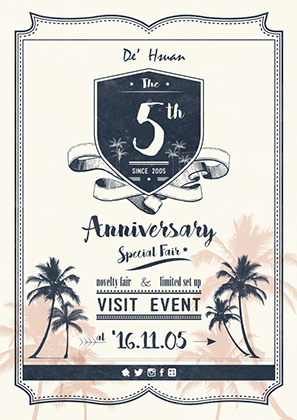 De' Hsuan
The
5th
SINCE 2005
Anniversary
Special Fair
novelty fair & limited set up
VISIT EVENT
at '16.11.05